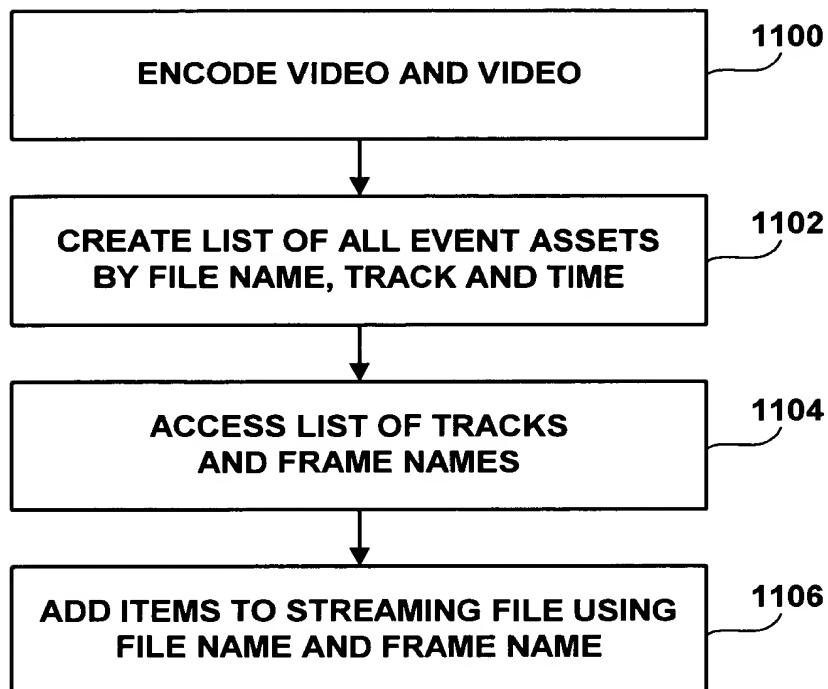 1100
ENCODE VIDEO AND VIDEO
1102
CREATE LIST OF ALL EVENT ASSETS
BY FILE NAME, TRACK AND TIME
1104
ACCESS LIST OF TRACKS
AND FRAME NAMES
1106
ADD ITEMS TO STREAMING FILE USING
FILE NAME AND FRAME NAME